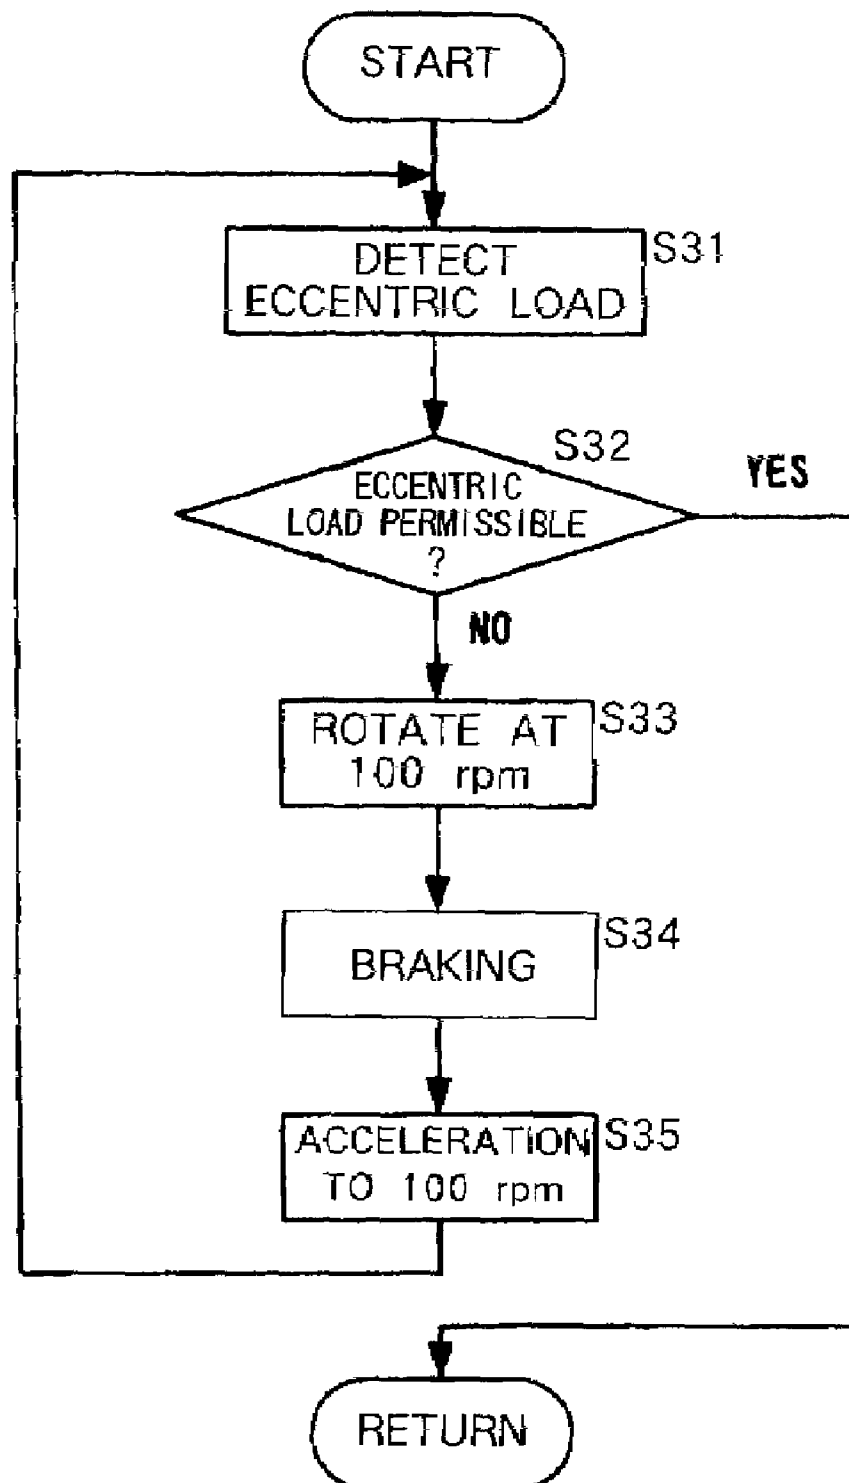 START
S31
DETECT
ECCENTRIC LOAD
S32
YES
ECCENTRIC
LOAD PERMISSIBLE
?
NO
S33
ROTATE AT
100 rpm
S34
BRAKING
S35
ACCELERATION
TO 100 rpm
RETURN